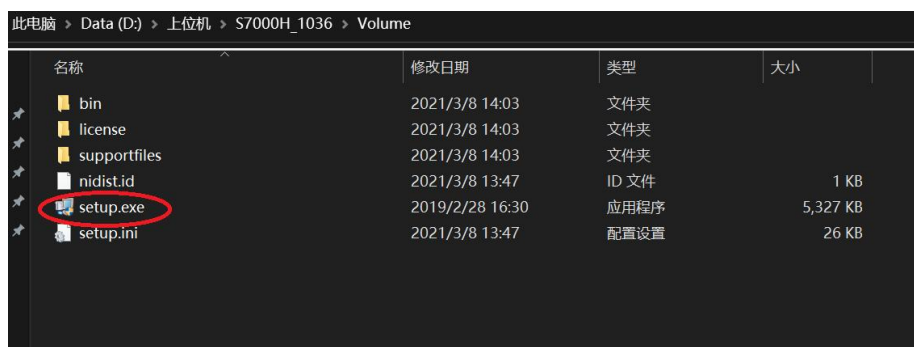 此电脑 > Data (D:) > 上位机 > S7000H_1036 > Volume
名称 修改日期 类型 大小
bin 2021/3/8 14:03 文件夹
license 2021/3/8 14:03 文件夹
supportfiles 2021/3/8 14:03 文件夹
nidist.id 2021/3/8 13:47 ID 文件 1 KB
setup.exe 2019/2/28 16:30 应用程序 5,327 KB
setup.ini 2021/3/8 13:47 配置设置 26 KB